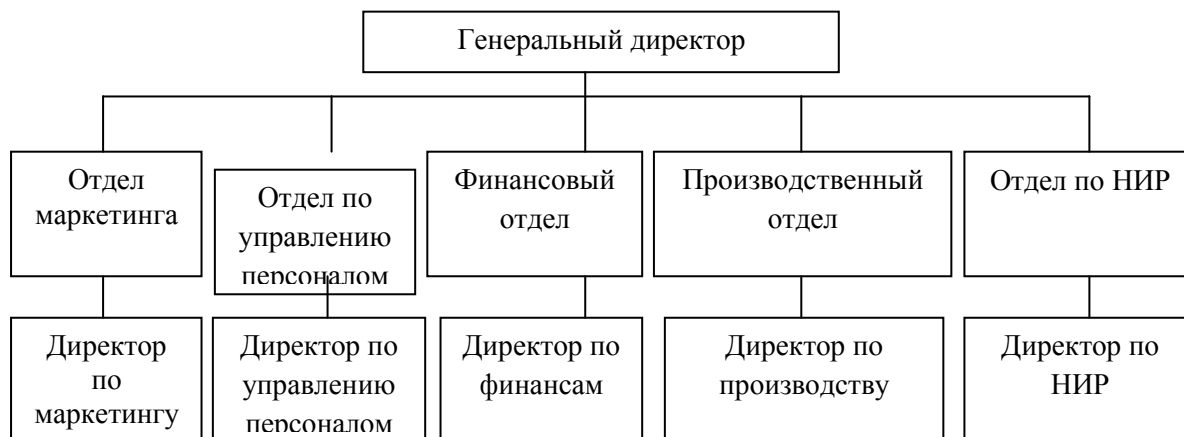 Генеральный директор
Отдел
маркетинга
Отдел по
управлению
персоналом
Финансовый
отдел
Производственный
отдел
Отдел по НИР
Директор
по
маркетингу
Директор по
управлению
персоналом
Директор по
финансам
Директор по
производству
Директор по
НИР